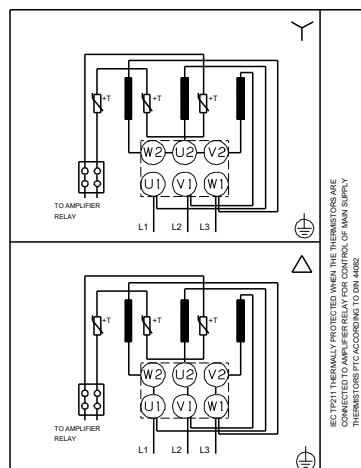 +T +T +T
W2 U2 V2
U1 V1 W1
TO AMPLIFIER
RELAY
L1 L2 L3
+T +T +T
W2 U2 V2
U1 V1 W1
TO AMPLIFIER
RELAY
L1 L2 L3
IEC TP211 THERMALLY PROTECTED WHEN THE THERMISTORS ARE
CONNECTED TO AMPLIFIER RELAY FOR CONTROL OF MAIN SUPPLY
THERMISTORS PTC ACCORDING TO DIN 44082